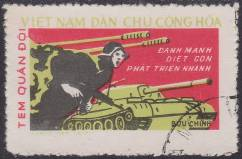 VIỆT NAM DÂN CHỦ CỘNG HÒA
TEM QUÂN ĐỘI
ĐÁNH MẠNH
DIỆT GỌN
PHÁT TRIỂN NHANH
BƯU CHÍNH